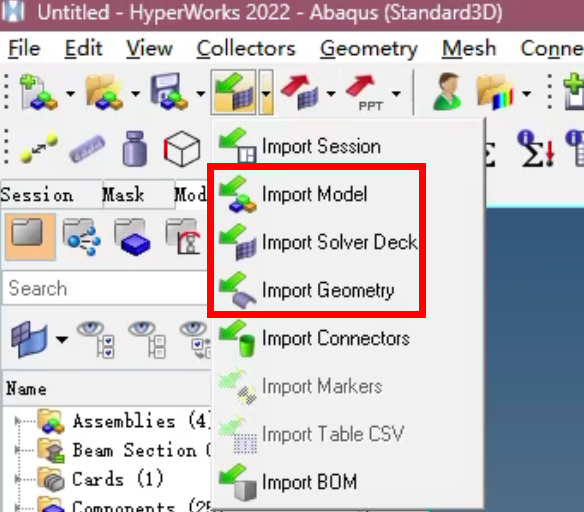 Untitled - HyperWorks 2022 - Abaqus (Standard3D)
File Edit View Collectors Geometry Mesh Conne
PPT
Import Session
Session Mask Mod
Import Model
Import Solver Deck
Search
Import Geometry
Import Connectors
Name
Import Markers
Assemblies (4)
Import Table CSV
Beam Section
Cards (1)
Import BOM
Components (25